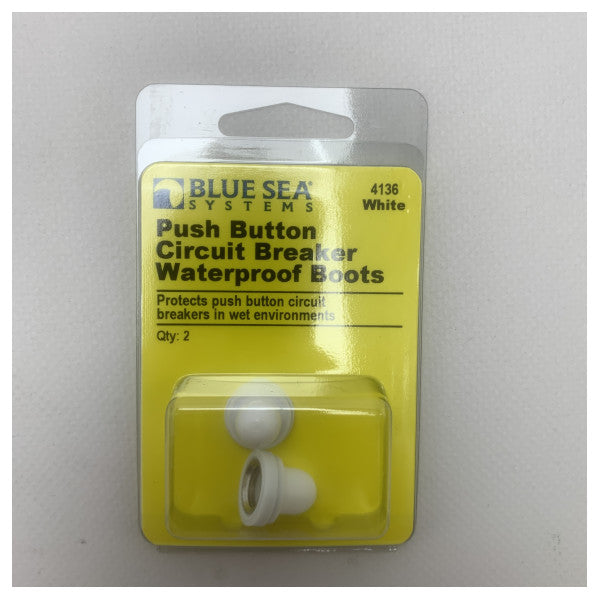 BLUE SEA®
SYSTEMS
4136
White
Push Button
Circuit Breaker
Waterproof Boots
Protects push button circuit
breakers in wet environments
Qty: 2